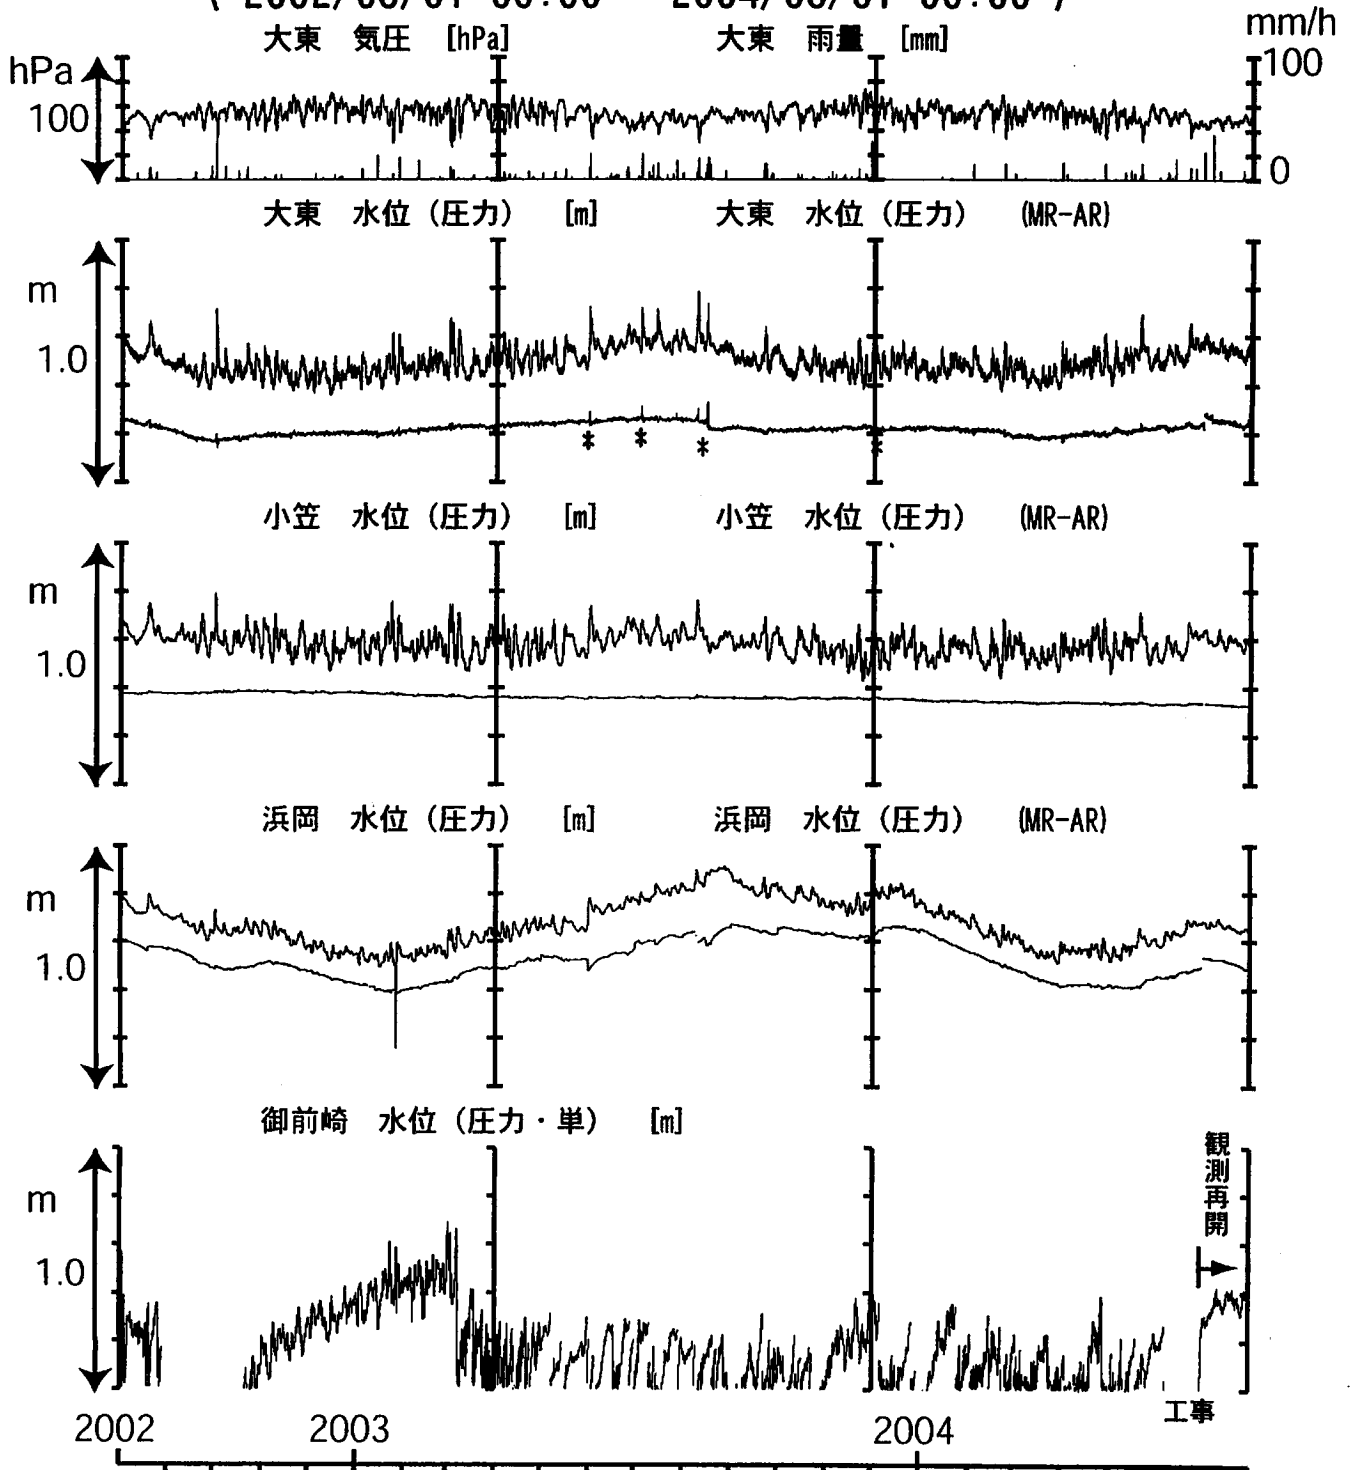 大東 気圧 [hPa] 大東 雨量 [mm] mm/h
hPa 100
100 0
大東 水位（圧力） [m] 大東 水位（圧力） (MR-AR)
m
1.0
* * * *
小笠 水位（圧力） [m] 小笠 水位（圧力） (MR-AR)
m
1.0
浜岡 水位（圧力） [m] 浜岡 水位（圧力） (MR-AR)
m
1.0
御前崎 水位（圧力・単） [m]
観測再開
m
1.0
工事
2002 2003 2004